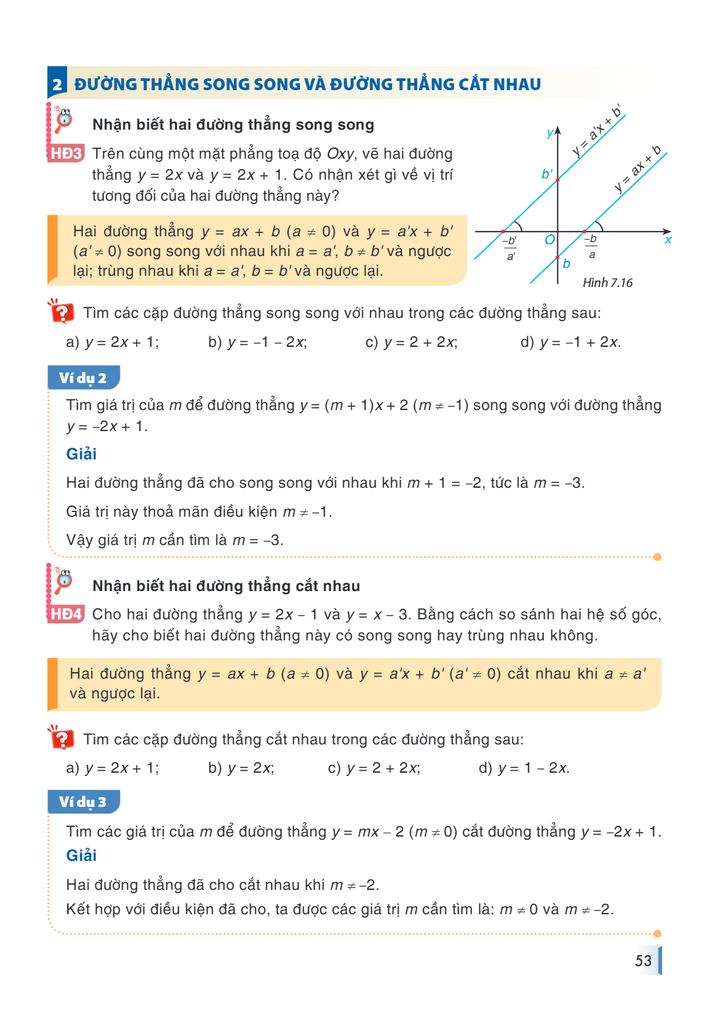 2 ĐƯỜNG THẲNG SONG SONG VÀ ĐƯỜNG THẲNG CẮT NHAU
Nhận biết hai đường thẳng song song
HĐ3 Trên cùng một mặt phẳng toạ độ Oxy, vẽ hai đường
thẳng y = 2x và y = 2x + 1. Có nhận xét gì về vị trí
tương đối của hai đường thẳng này?
Hai đường thẳng y = ax + b (a ≠ 0) và y = a'x + b'
(a' ≠ 0) song song với nhau khi a = a', b ≠ b' và ngược
lại; trùng nhau khi a = a', b = b' và ngược lại.
y
y = a'x + b'
y = ax + b
b'
–b'
a'
O
–b
a
x
b
Hình 7.16
? Tìm các cặp đường thẳng song song với nhau trong các đường thẳng sau:
a) y = 2x + 1; b) y = –1 – 2x; c) y = 2 + 2x; d) y = –1 + 2x.
Ví dụ 2
Tìm giá trị của m để đường thẳng y = (m + 1)x + 2 (m ≠ –1) song song với đường thẳng
y = –2x + 1.
Giải
Hai đường thẳng đã cho song song với nhau khi m + 1 = –2, tức là m = –3.
Giá trị này thoả mãn điều kiện m ≠ –1.
Vậy giá trị m cần tìm là m = –3.
Nhận biết hai đường thẳng cắt nhau
HĐ4 Cho hai đường thẳng y = 2x – 1 và y = x – 3. Bằng cách so sánh hai hệ số góc,
hãy cho biết hai đường thẳng này có song song hay trùng nhau không.
Hai đường thẳng y = ax + b (a ≠ 0) và y = a'x + b' (a' ≠ 0) cắt nhau khi a ≠ a'
và ngược lại.
? Tìm các cặp đường thẳng cắt nhau trong các đường thẳng sau:
a) y = 2x + 1; b) y = 2x; c) y = 2 + 2x; d) y = 1 – 2x.
Ví dụ 3
Tìm các giá trị của m để đường thẳng y = mx – 2 (m ≠ 0) cắt đường thẳng y = –2x + 1.
Giải
Hai đường thẳng đã cho cắt nhau khi m ≠ –2.
Kết hợp với điều kiện đã cho, ta được các giá trị m cần tìm là: m ≠ 0 và m ≠ –2.
53